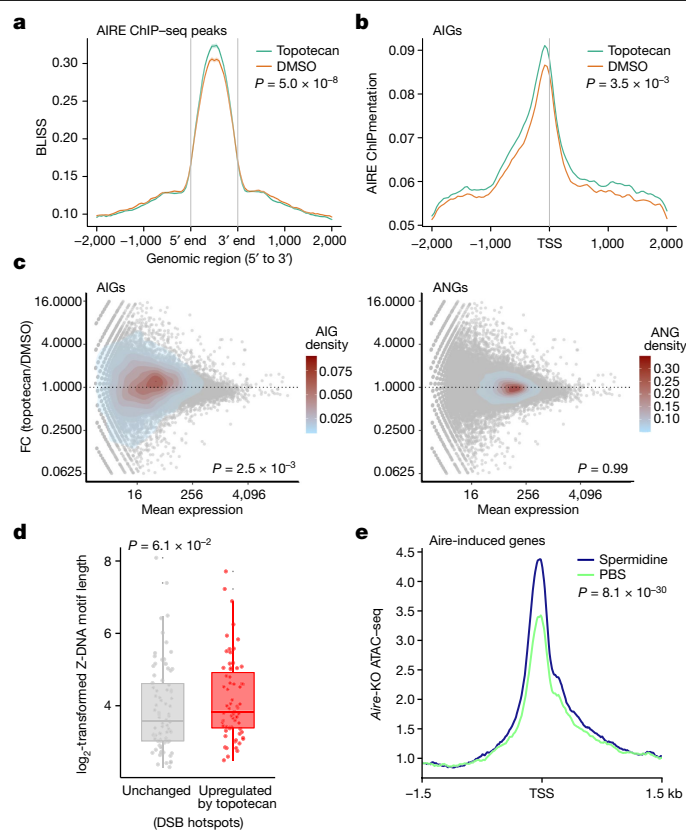 a
AIRE ChIP–seq peaks
BLISS
0.30
0.25
0.20
0.15
0.10
Topotecan
DMSO
P = 5.0 × 10⁻⁸
−2,000 −1,000 5′ end 3′ end 1,000 2,000
Genomic region (5′ to 3′)
b
AIGs
AIRE ChIPmentation
0.09
0.08
0.07
0.06
0.05
Topotecan
DMSO
P = 3.5 × 10⁻³
−2,000 −1,000 TSS 1,000 2,000
c
AIGs
FC (topotecan/DMSO)
16.0000
4.0000
1.0000
0.2500
0.0625
P = 2.5 × 10⁻³
16 256 4,096
Mean expression
AIG
density
0.075
0.050
0.025
ANGs
16.0000
4.0000
1.0000
0.2500
0.0625
P = 0.99
16 256 4,096
Mean expression
ANG
density
0.30
0.25
0.20
0.15
0.10
d
P = 6.1 × 10⁻²
log₂-transformed Z-DNA motif length
8
6
4
Unchanged Upregulated
by topotecan
(DSB hotspots)
e
Aire-induced genes
Aire-KO ATAC–seq
4.5
4.0
3.5
3.0
2.5
2.0
1.5
1.0
Spermidine
PBS
P = 8.1 × 10⁻³⁰
−1.5 TSS 1.5 kb